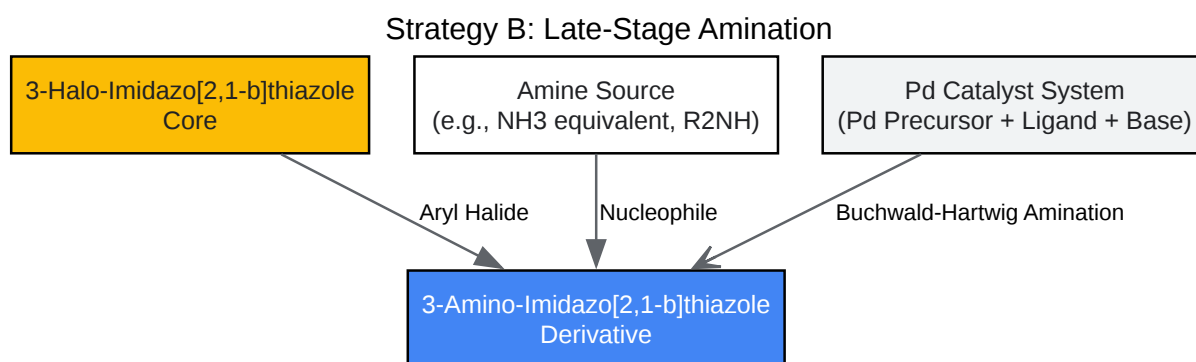 Strategy B: Late-Stage Amination
3-Halo-Imidazo[2,1-b]thiazole
Core
Amine Source
(e.g., NH3 equivalent, R2NH)
Pd Catalyst System
(Pd Precursor + Ligand + Base)
Aryl Halide
Nucleophile
Buchwald-Hartwig Amination
3-Amino-Imidazo[2,1-b]thiazole
Derivative